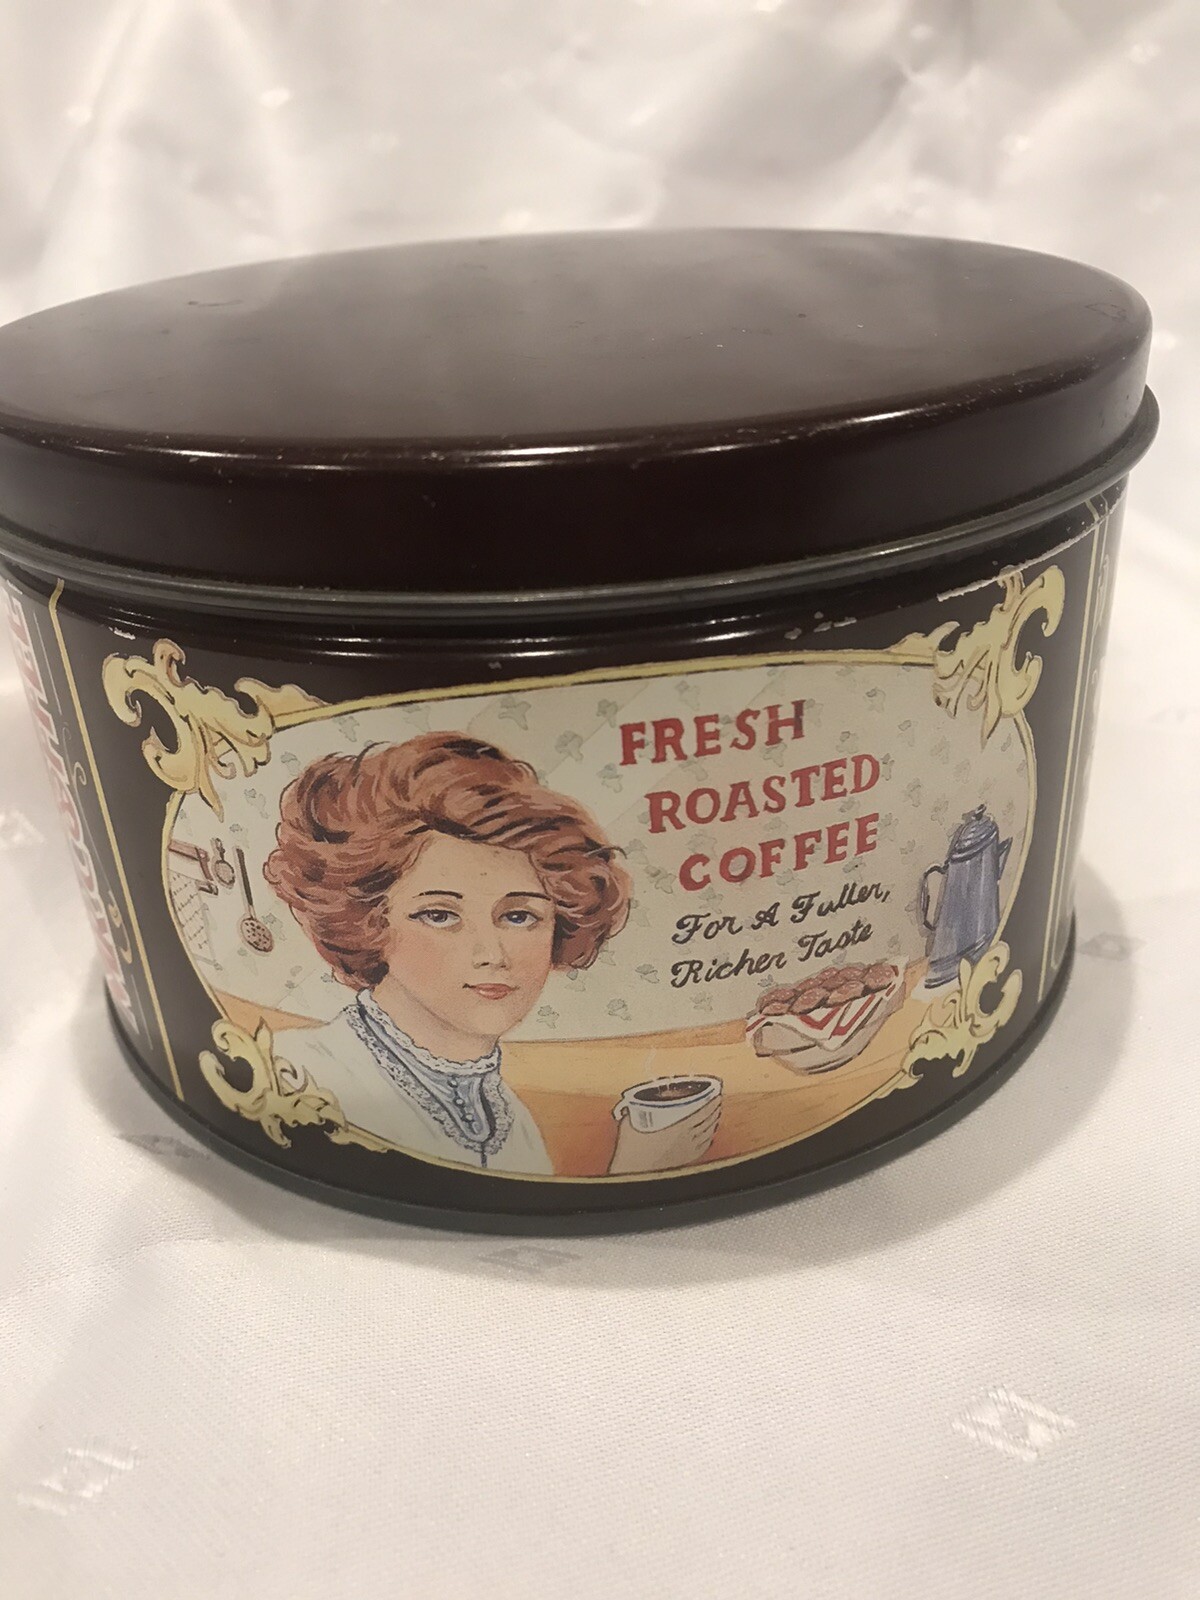 FRESH
ROASTED
COFFEE
For A Fuller,
Richer Taste